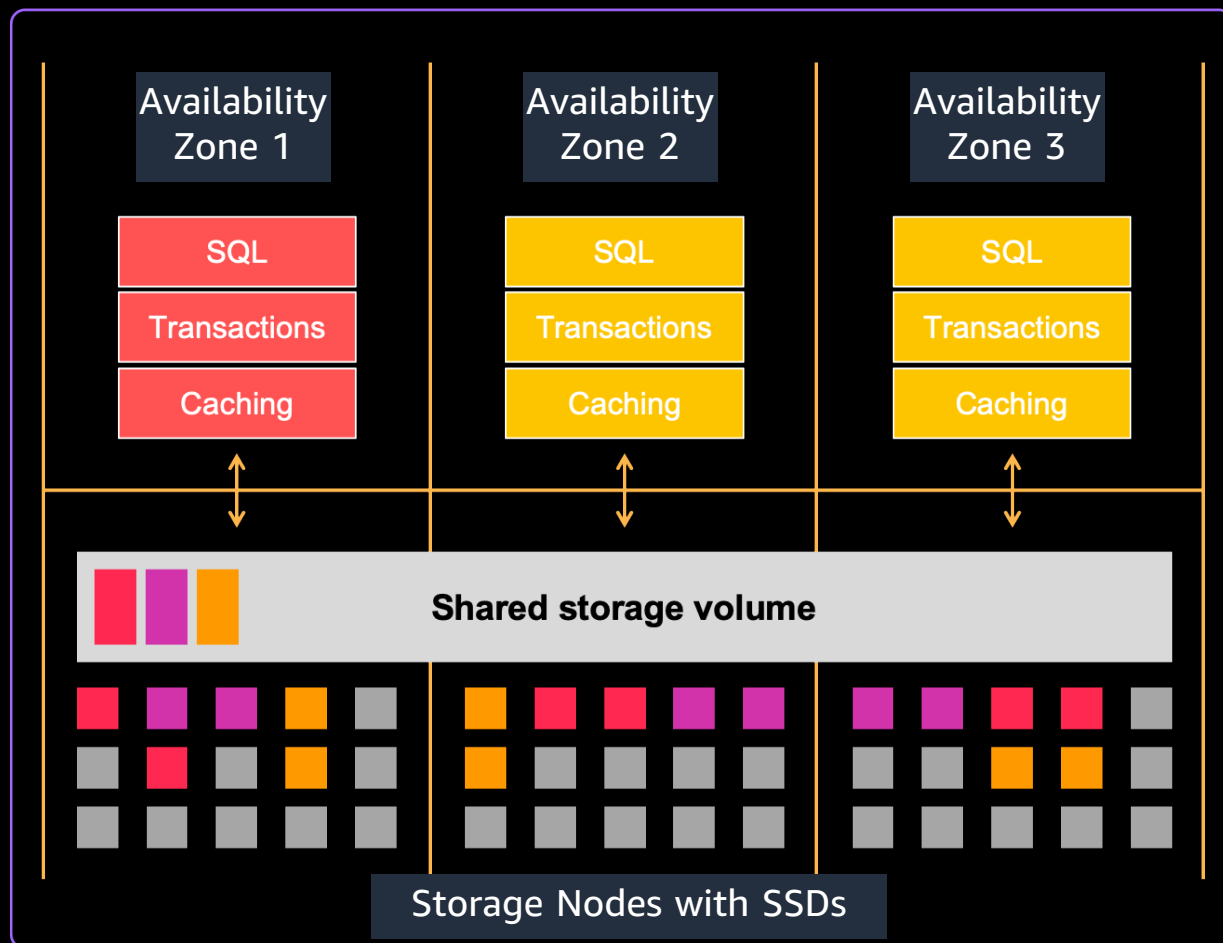 Availability
Zone 1
Availability
Zone 2
Availability
Zone 3
SQL
Transactions
Caching
SQL
Transactions
Caching
SQL
Transactions
Caching
Shared storage volume
Storage Nodes with SSDs